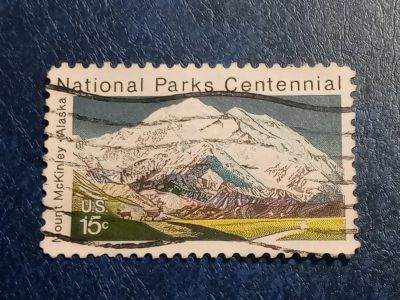 National Parks Centennial
Mount McKinley · Alaska
U.S.
15c